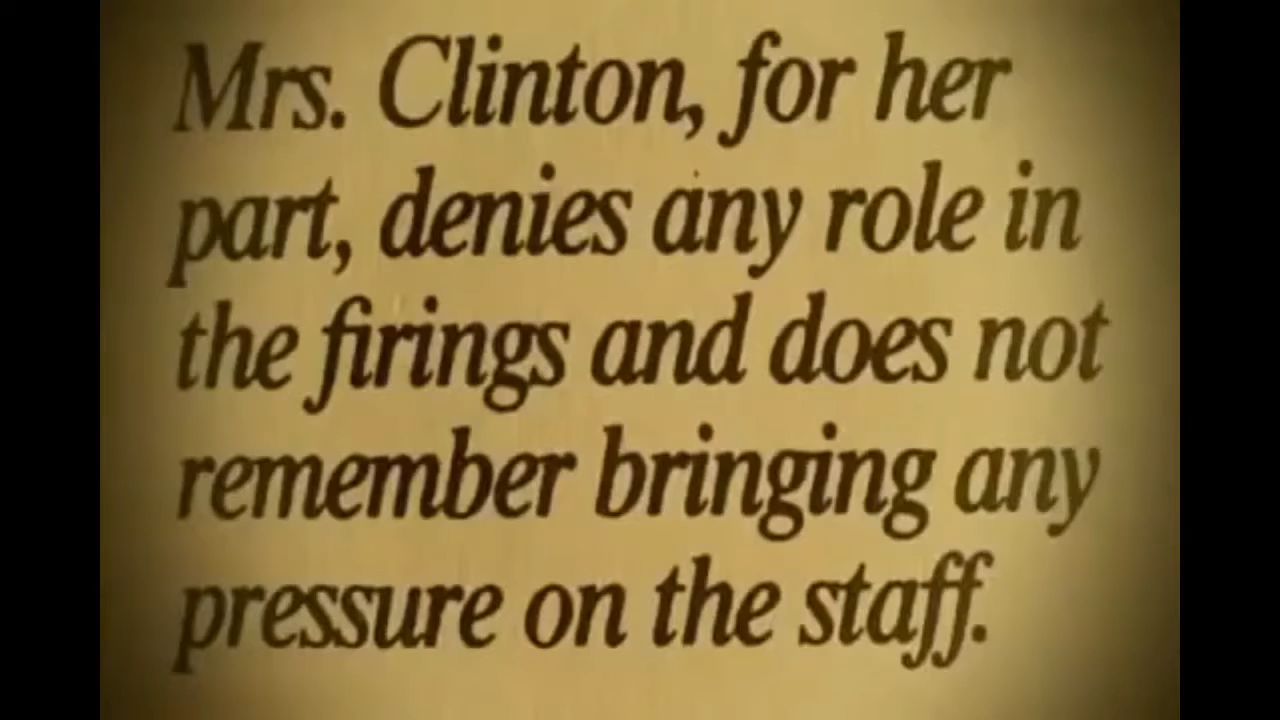 Mrs. Clinton, for her
part, denies any role in
the firings and does not
remember bringing any
pressure on the staff.